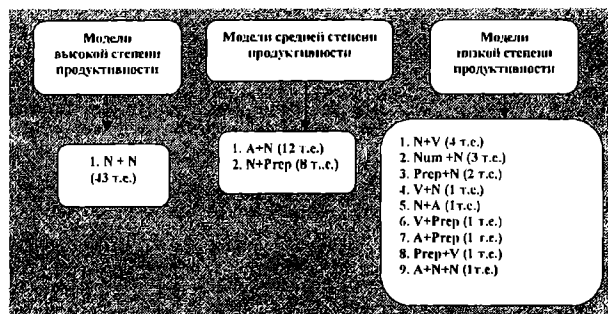 Модели
высокой степени
продуктивности
Модели средней степени
продуктивности
Модели
низкой степени
продуктивности
1. N + N
(43 т.е.)
1. A+N (12 т.е.)
2. N+Prep (8 т..е.)
1. N+V (4 т.е.)
2. Num +N (3 т.е.)
3. Prep+N (2 т.е.)
4. V+N (1 т.е.)
5. N+A (1т.е.)
6. V+Prep (1 т.е.)
7. A+Prep (1 т.е.)
8. Prep+V (1 т.е.)
9. A+N+N (1т.е.)